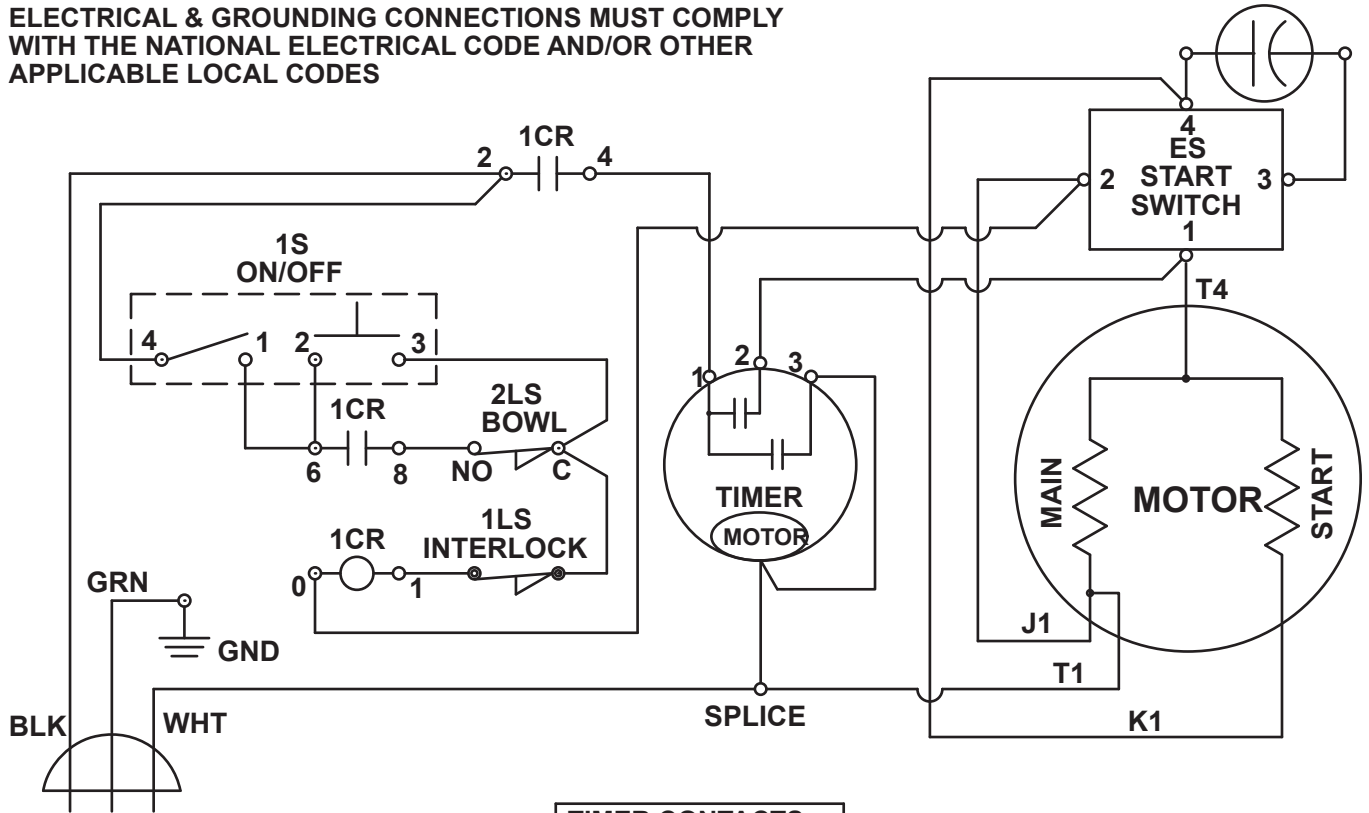 ELECTRICAL & GROUNDING CONNECTIONS MUST COMPLY
WITH THE NATIONAL ELECTRICAL CODE AND/OR OTHER
APPLICABLE LOCAL CODES
1CR
2
4
4
ES
START
SWITCH
2
3
1
1S
ON/OFF
4
1
2
3
T4
1
2
3
2LS
BOWL
1CR
6
8
NO
C
TIMER
MOTOR
MAIN
MOTOR
START
1LS
INTERLOCK
1CR
0
1
GRN
GND
J1
T1
SPLICE
K1
BLK
WHT
TIMER CONTACTS